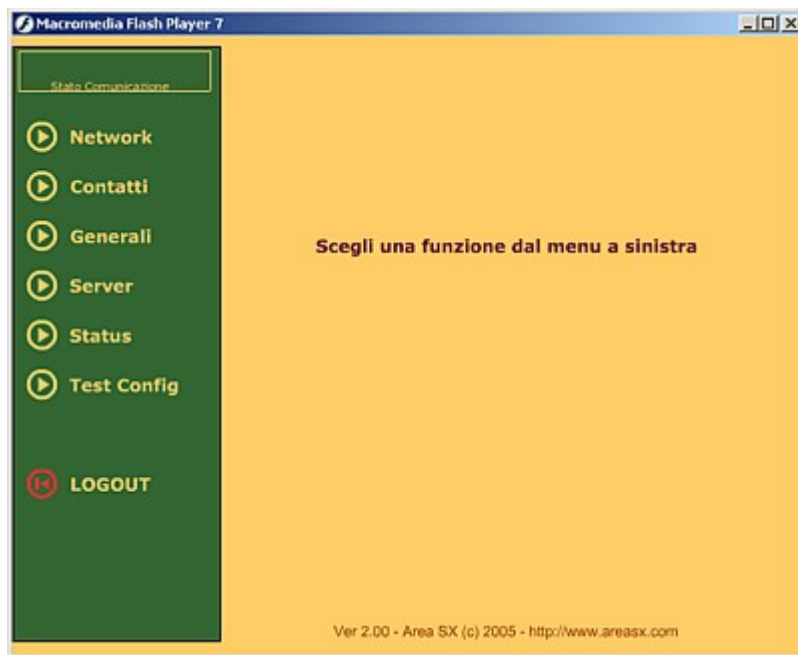 Macromedia Flash Player 7
Stato Comunicazione
Network
Contatti
Generali
Server
Status
Test Config
LOGOUT
Scegli una funzione dal menu a sinistra
Ver 2.00 - Area SX (c) 2005 - http://www.areasx.com